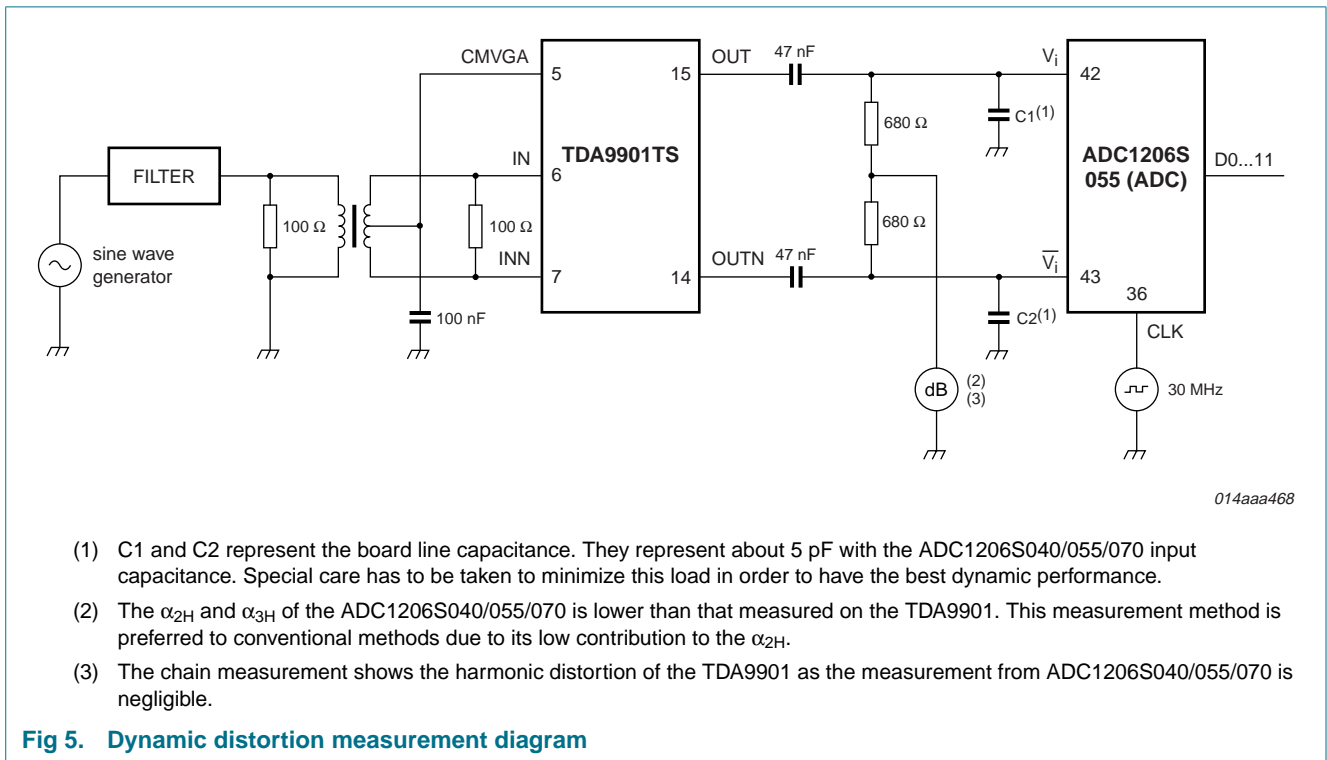 CMVGA
5
15
OUT
47 nF
Vi
42
680 Ω
C1(1)
FILTER
IN
6
TDA9901TS
ADC1206S
055 (ADC)
D0...11
100 Ω
100 Ω
680 Ω
sine wave
generator
INN
7
14
OUTN
47 nF
V̅i̅
43
36
100 nF
C2(1)
CLK
dB
(2)
(3)
30 MHz
014aaa468
(1) C1 and C2 represent the board line capacitance. They represent about 5 pF with the ADC1206S040/055/070 input
capacitance. Special care has to be taken to minimize this load in order to have the best dynamic performance.
(2) The α2H and α3H of the ADC1206S040/055/070 is lower than that measured on the TDA9901. This measurement method is
preferred to conventional methods due to its low contribution to the α2H.
(3) The chain measurement shows the harmonic distortion of the TDA9901 as the measurement from ADC1206S040/055/070 is
negligible.
Fig 5. Dynamic distortion measurement diagram